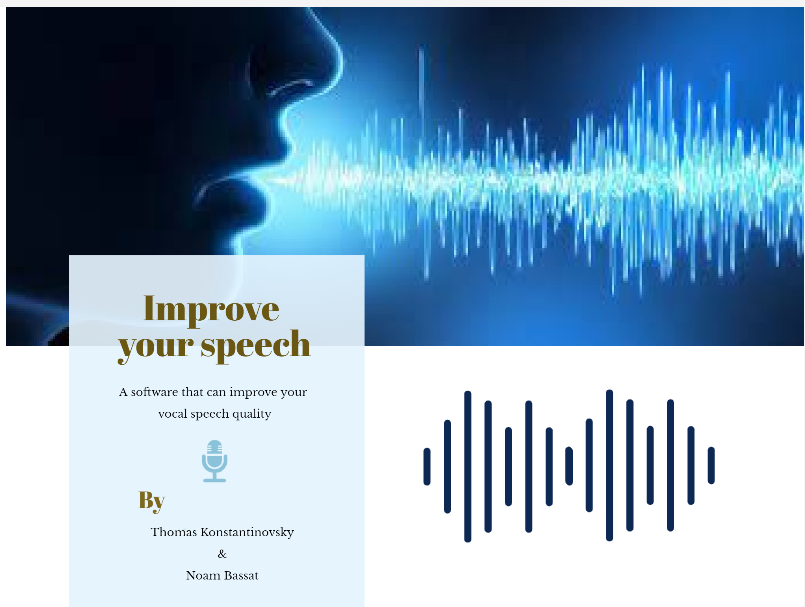 Improve
your speech
A software that can improve your
vocal speech quality
By
Thomas Konstantinovsky
&
Noam Bassat